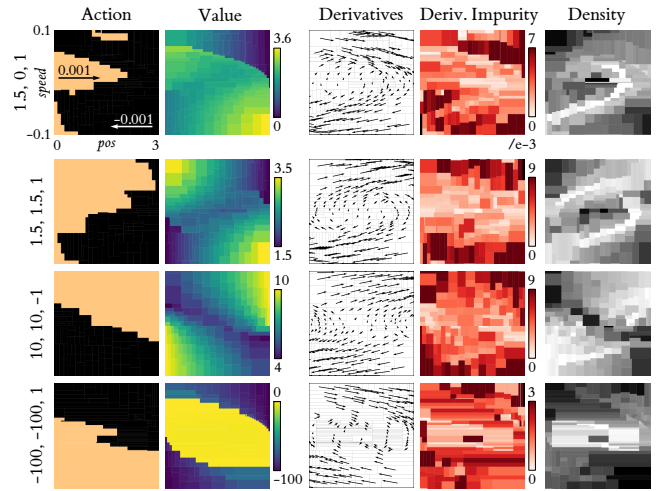 Action Value Derivatives Deriv. Impurity Density
1.5, 0, 1
0.1
speed
−0.1
0.001
−0.001
0 pos 3
3.6
0
7
0
/e−3
1.5, 1.5, 1
3.5
1.5
9
0
10, 10, −1
10
4
9
0
−100, −100, 1
0
−100
3
0